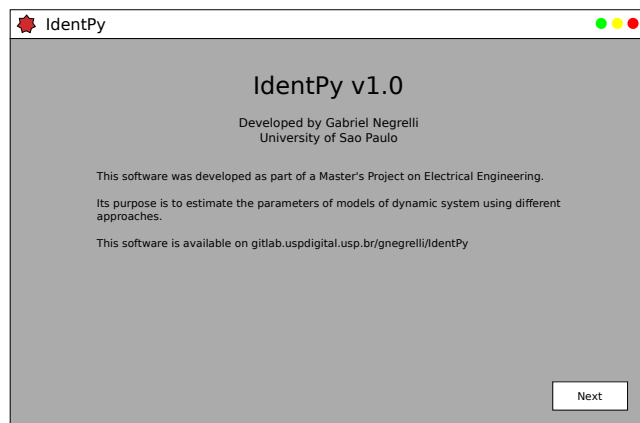 IdentPy
IdentPy v1.0
Developed by Gabriel Negrelli
University of Sao Paulo
This software was developed as part of a Master's Project on Electrical Engineering.
Its purpose is to estimate the parameters of models of dynamic system using different
approaches.
This software is available on gitlab.uspdigital.usp.br/gnegrelli/IdentPy
Next